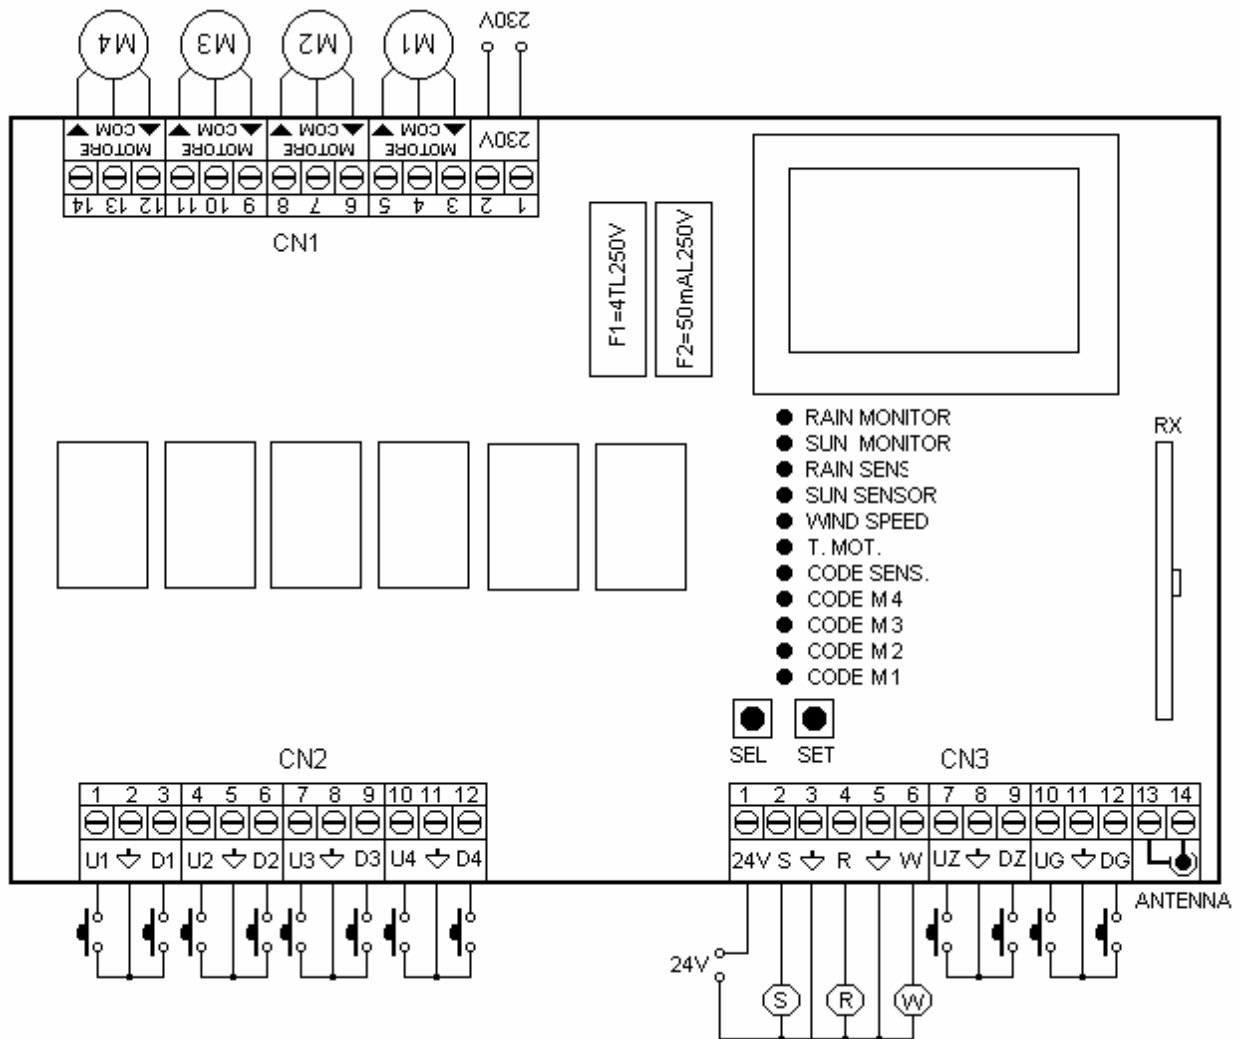 M4 M3 M2 M1 230V
COM COM COM COM
MOTORE MOTORE MOTORE MOTORE 230V
14 13 12 11 10 9 8 7 6 5 4 3 2 1
CN1
F1=4TL250V
F2=50mAL250V
RAIN MONITOR
SUN MONITOR
RAIN SENS
SUN SENSOR
WIND SPEED
T. MOT.
CODE SENS.
CODE M4
CODE M3
CODE M2
CODE M1
RX
SEL SET
CN2
1 2 3 4 5 6 7 8 9 10 11 12
U1 D1 U2 D2 U3 D3 U4 D4
CN3
1 2 3 4 5 6 7 8 9 10 11 12 13 14
24V S R W UZ DZ UG DG
ANTENNA
24V
S R W